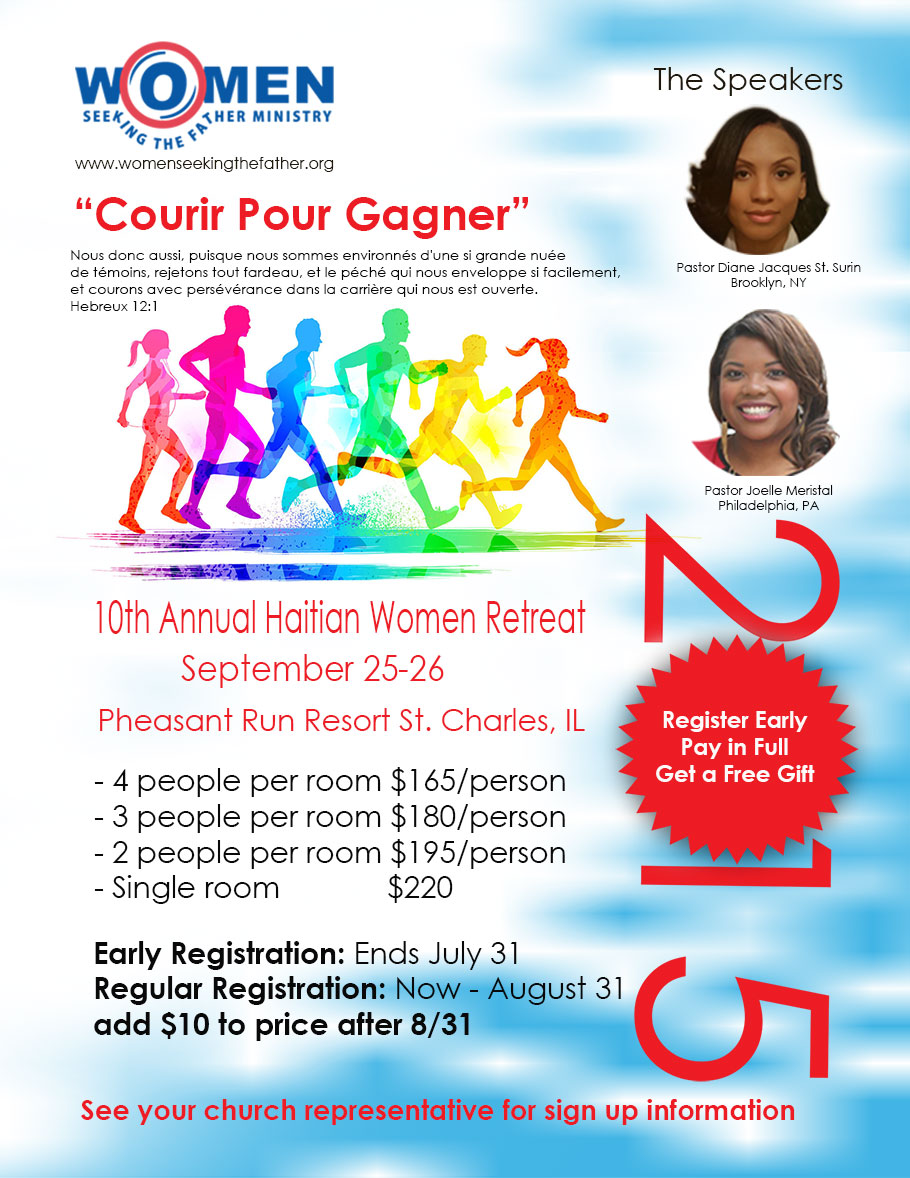 WOMEN
SEEKING THE FATHER MINISTRY
www.womenseekingthefather.org
“Courir Pour Gagner”
Nous donc aussi, puisque nous sommes environnés d'une si grande nuée
de témoins, rejetons tout fardeau, et le péché qui nous enveloppe si facilement,
et courons avec persévérance dans la carrière qui nous est ouverte.
Hebreux 12:1
The Speakers
Pastor Diane Jacques St. Surin
Brooklyn, NY
Pastor Joelle Meristal
Philadelphia, PA
10th Annual Haitian Women Retreat
September 25-26
Pheasant Run Resort St. Charles, IL
- 4 people per room $165/person
- 3 people per room $180/person
- 2 people per room $195/person
- Single room $220
Early Registration: Ends July 31
Regular Registration: Now - August 31
add $10 to price after 8/31
2 15
Register Early
Pay in Full
Get a Free Gift
See your church representative for sign up information